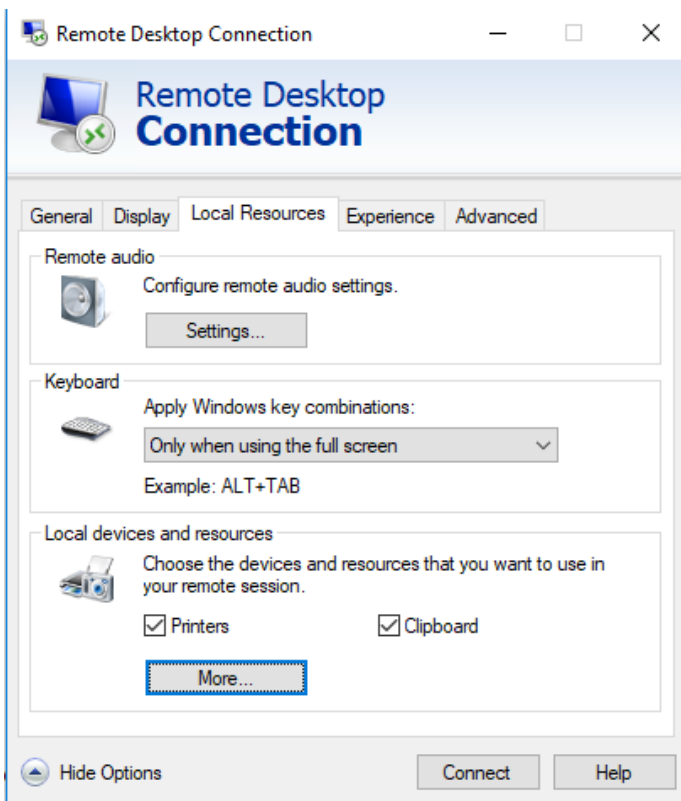 Remote Desktop Connection
Remote Desktop
Connection
General Display Local Resources Experience Advanced
Remote audio
Configure remote audio settings.
Settings...
Keyboard
Apply Windows key combinations:
Only when using the full screen
Example: ALT+TAB
Local devices and resources
Choose the devices and resources that you want to use in
your remote session.
Printers Clipboard
More...
Hide Options Connect Help